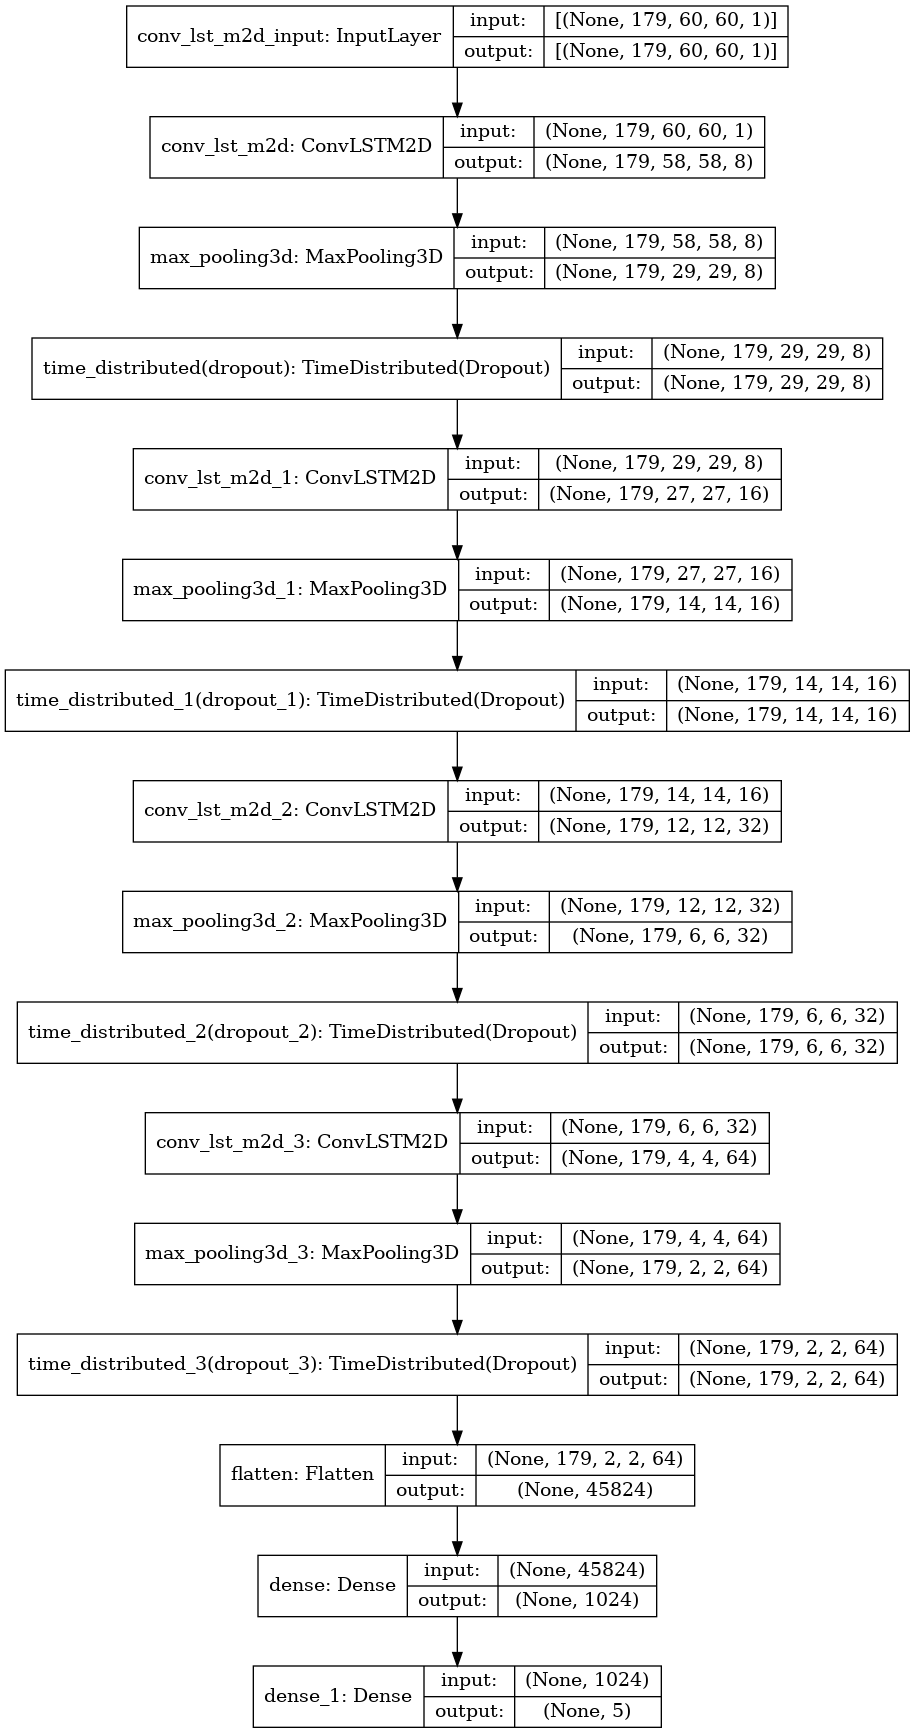 conv_lst_m2d_input: InputLayer
input: [(None, 179, 60, 60, 1)]
output: [(None, 179, 60, 60, 1)]
conv_lst_m2d: ConvLSTM2D
input: (None, 179, 60, 60, 1)
output: (None, 179, 58, 58, 8)
max_pooling3d: MaxPooling3D
input: (None, 179, 58, 58, 8)
output: (None, 179, 29, 29, 8)
time_distributed(dropout): TimeDistributed(Dropout)
input: (None, 179, 29, 29, 8)
output: (None, 179, 29, 29, 8)
conv_lst_m2d_1: ConvLSTM2D
input: (None, 179, 29, 29, 8)
output: (None, 179, 27, 27, 16)
max_pooling3d_1: MaxPooling3D
input: (None, 179, 27, 27, 16)
output: (None, 179, 14, 14, 16)
time_distributed_1(dropout_1): TimeDistributed(Dropout)
input: (None, 179, 14, 14, 16)
output: (None, 179, 14, 14, 16)
conv_lst_m2d_2: ConvLSTM2D
input: (None, 179, 14, 14, 16)
output: (None, 179, 12, 12, 32)
max_pooling3d_2: MaxPooling3D
input: (None, 179, 12, 12, 32)
output: (None, 179, 6, 6, 32)
time_distributed_2(dropout_2): TimeDistributed(Dropout)
input: (None, 179, 6, 6, 32)
output: (None, 179, 6, 6, 32)
conv_lst_m2d_3: ConvLSTM2D
input: (None, 179, 6, 6, 32)
output: (None, 179, 4, 4, 64)
max_pooling3d_3: MaxPooling3D
input: (None, 179, 4, 4, 64)
output: (None, 179, 2, 2, 64)
time_distributed_3(dropout_3): TimeDistributed(Dropout)
input: (None, 179, 2, 2, 64)
output: (None, 179, 2, 2, 64)
flatten: Flatten
input: (None, 179, 2, 2, 64)
output: (None, 45824)
dense: Dense
input: (None, 45824)
output: (None, 1024)
dense_1: Dense
input: (None, 1024)
output: (None, 5)